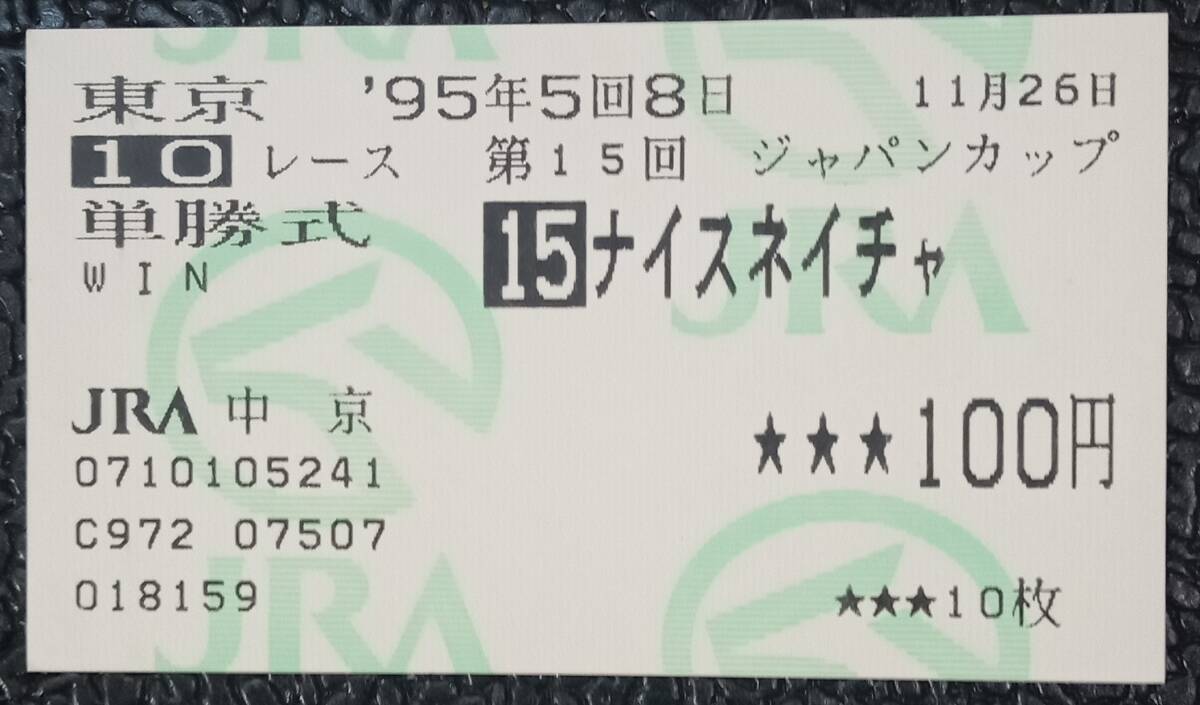 東京 '95年5回8日 11月26日
10 レース 第15回 ジャパンカップ
単勝式 15 ナイスネイチャ
WIN
JRA 中 京
★★★100円
0710105241
C972 07507
018159 ★★★10枚